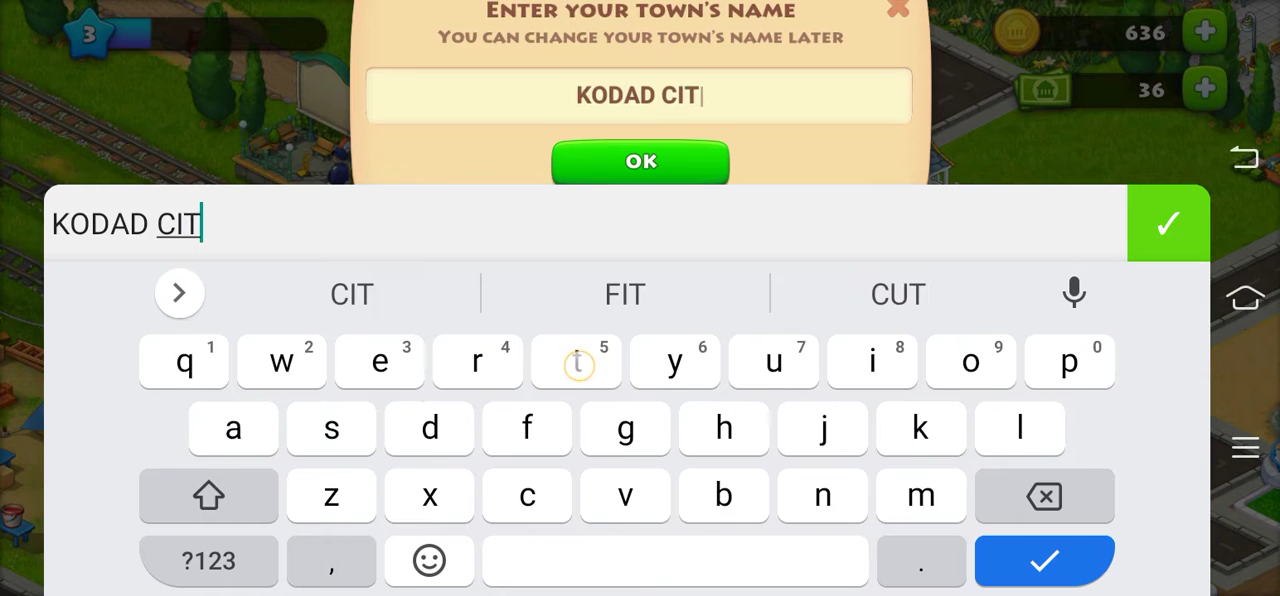 3
ENTER YOUR TOWN'S NAME
YOU CAN CHANGE YOUR TOWN'S NAME LATER
636
36
KODAD CIT
OK
KODAD CIT
CIT FIT CUT
q 1 w 2 e 3 r 4 t 5 y 6 u 7 i 8 o 9 p 0
a s d f g h j k l
z x c v b n m
?123 , .